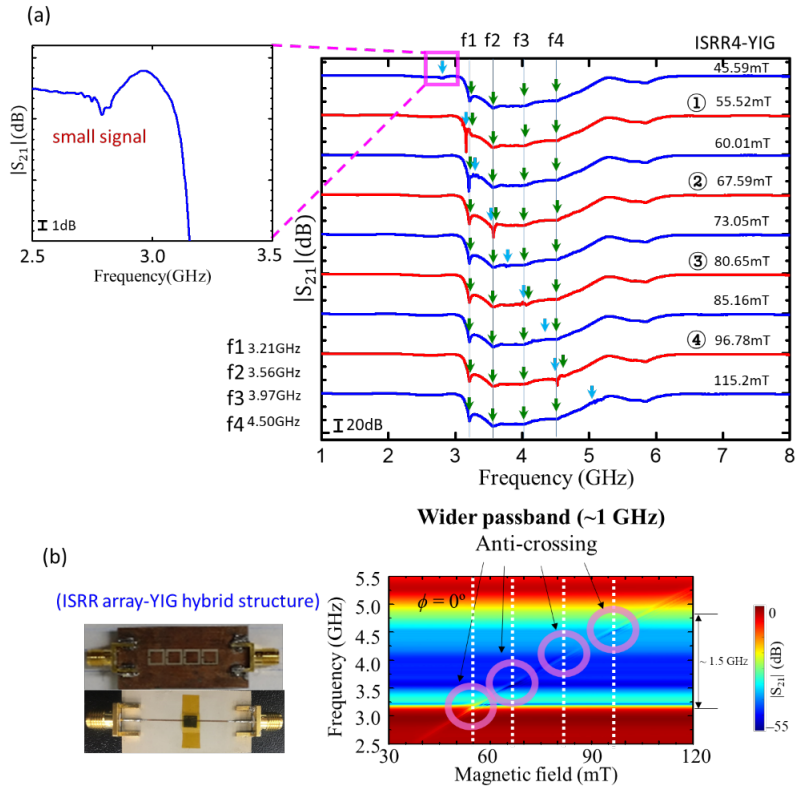 (a)
f1 f2 f3 f4
ISRR4-YIG
45.59mT
① 55.52mT
60.01mT
② 67.59mT
73.05mT
③ 80.65mT
85.16mT
④ 96.78mT
115.2mT
|S21|(dB)
small signal
1dB
2.5 3.0 3.5
Frequency(GHz)
|S21|(dB)
f1 3.21GHz
f2 3.56GHz
f3 3.97GHz
f4 4.50GHz
20dB
1 2 3 4 5 6 7 8
Frequency (GHz)
Wider passband (~1 GHz)
Anti-crossing
(b)
(ISRR array-YIG hybrid structure)
ϕ = 0°
Frequency (GHz)
5.5
5.0
4.5
4.0
3.5
3.0
2.5
30 60 90 120
Magnetic field (mT)
~ 1.5 GHz
0
|S21| (dB)
−55